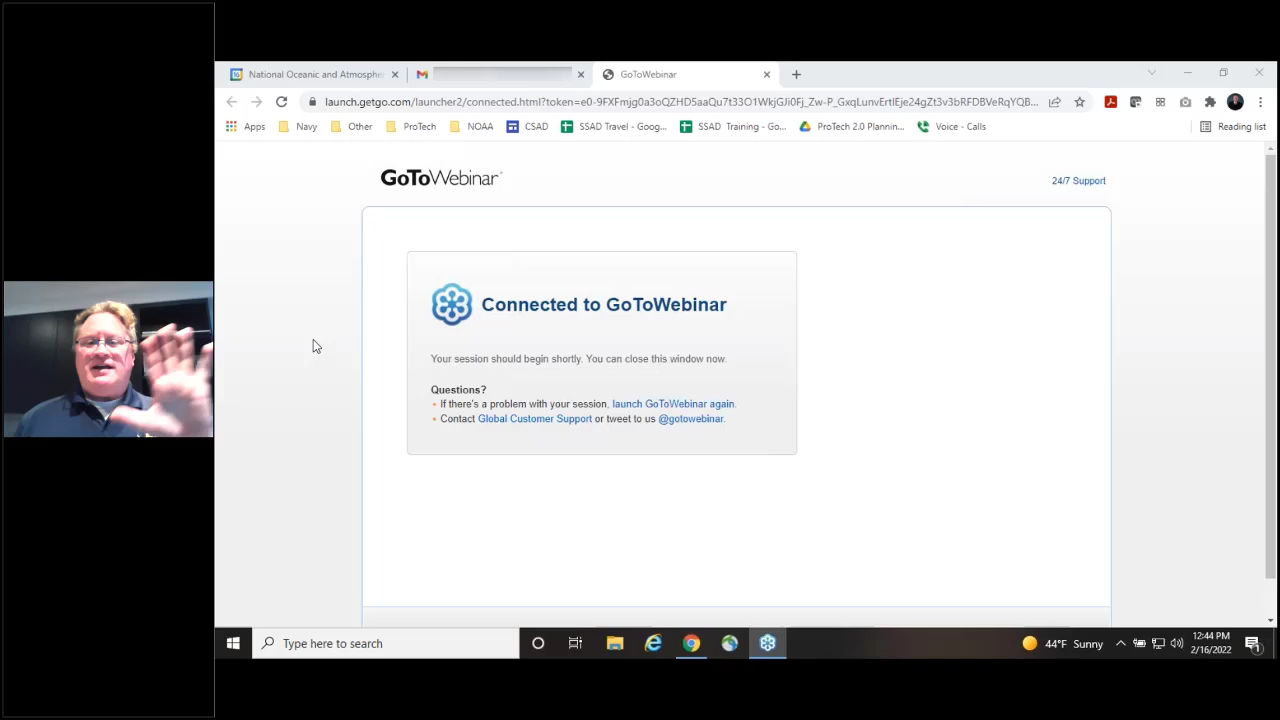 National Oceanic and Atmosphe
GoToWebinar
launch.getgo.com/launcher2/connected.html?
Apps
Navy
Other
ProTech
NOAA
CSAD
SSAD Travel - Goog...
SSAD Training - Go...
ProTech 2.0 Plannin...
Voice - Calls
Reading list
GoToWebinar
24/7 Support
Connected to GoToWebinar
Your session should begin shortly. You can close this window now.
Questions?
If there's a problem with your session, launch GoToWebinar again.
Contact Global Customer Support or tweet to us @gotowebinar.
Type here to search
44°F Sunny
12:44 PM
2/16/2022